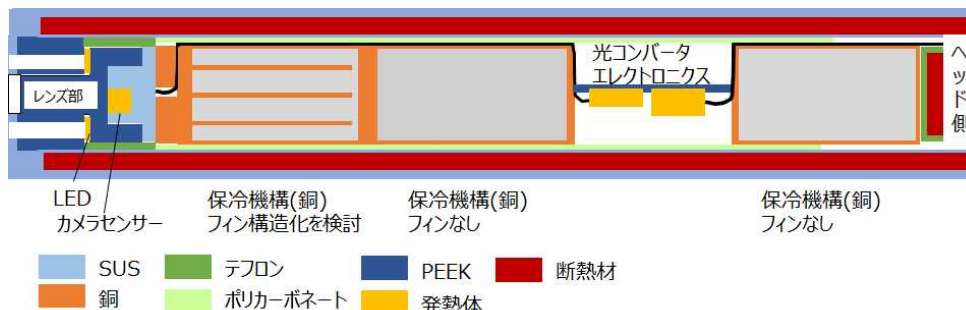 光コンバータ
エレクトロニクス
レンズ部
ヘッド側
LED
カメラセンサー
保冷機構(銅)
フィン構造化を検討
保冷機構(銅)
フィンなし
保冷機構(銅)
フィンなし
SUS
テフロン
PEEK
断熱材
銅
ポリカーボネート
発熱体